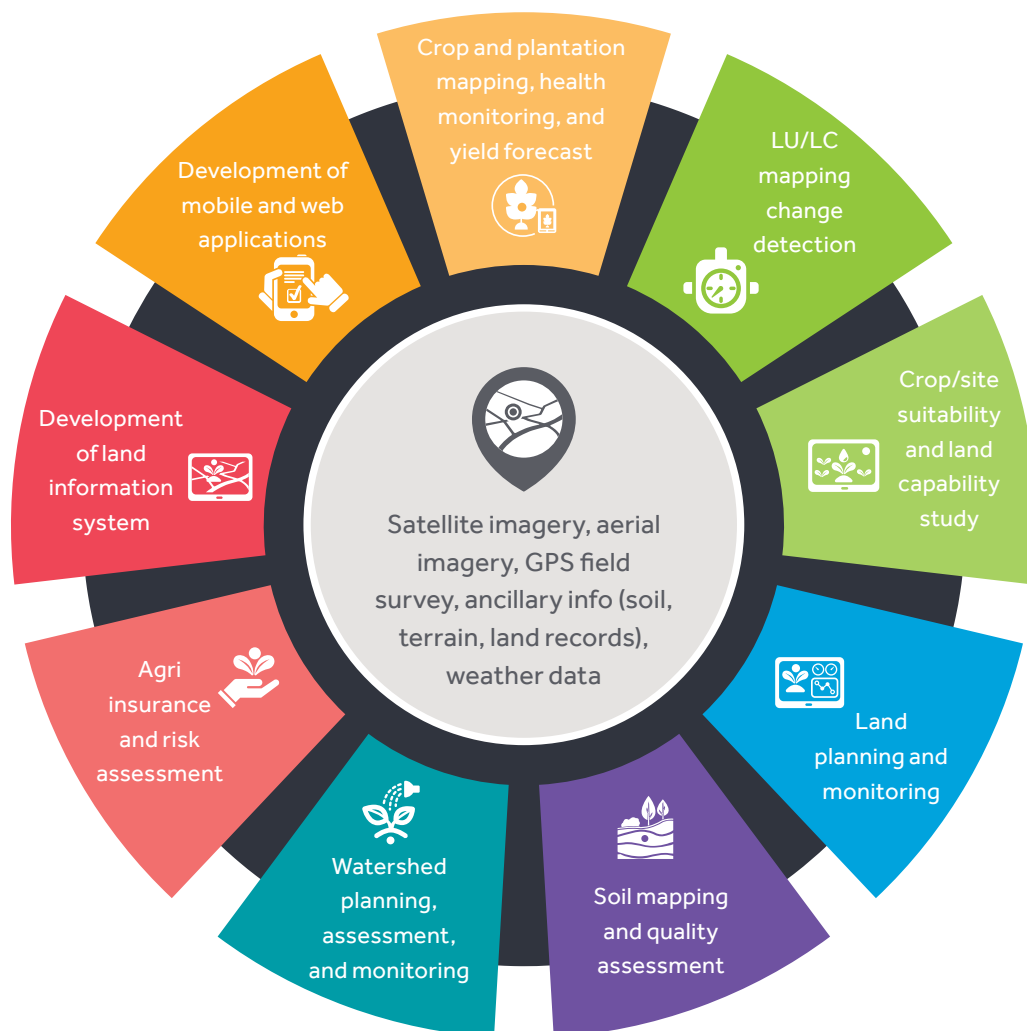 Crop and plantation
mapping, health
monitoring, and
yield forecast
LU/LC
mapping
change
detection
Crop/site
suitability
and land
capability
study
Land
planning and
monitoring
Soil mapping
and quality
assessment
Watershed
planning,
assessment,
and monitoring
Agri
insurance
and risk
assessment
Development
of land
information
system
Development of
mobile and web
applications
Satellite imagery, aerial
imagery, GPS field
survey, ancillary info (soil,
terrain, land records),
weather data